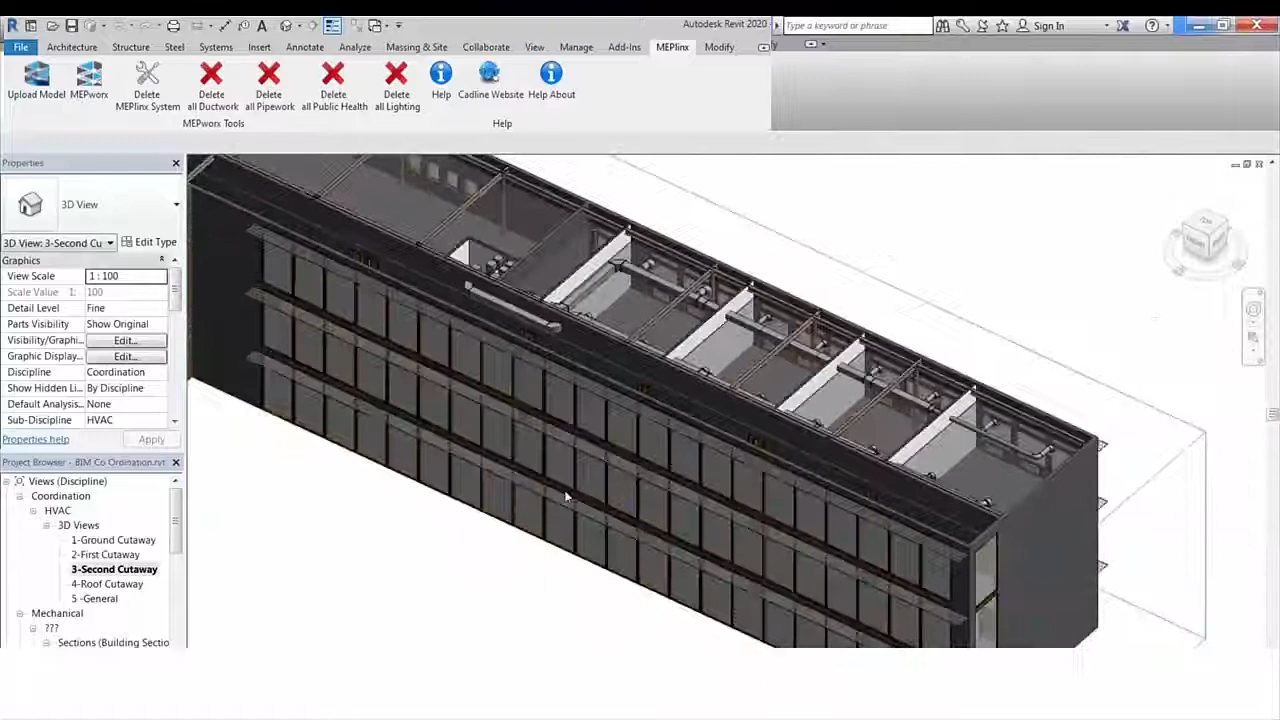 Autodesk Revit 2020
Type a keyword or phrase
Sign In
File Architecture Structure Steel Systems Insert Annotate Analyze Massing & Site Collaborate View Manage Add-Ins MEPlinx Modify
Upload Model
MEPworx
Delete
MEPlinx System
Delete
all Ductwork
Delete
all Pipework
Delete
all Public Health
Delete
all Lighting
Help
Cadline Website
Help About
MEPworx Tools
Help
Properties
3D View
3D View: 3-Second Cu
Edit Type
Graphics
View Scale 1 : 100
Scale Value 1: 100
Detail Level Fine
Parts Visibility Show Original
Visibility/Graphi... Edit...
Graphic Display... Edit...
Discipline Coordination
Show Hidden Li... By Discipline
Default Analysis... None
Sub-Discipline HVAC
Properties help
Apply
Project Browser - BIM Co Ordination.rvt
Views (Discipline)
Coordination
HVAC
3D Views
1-Ground Cutaway
2-First Cutaway
3-Second Cutaway
4-Roof Cutaway
5 -General
Mechanical
???
Sections (Building Sectio